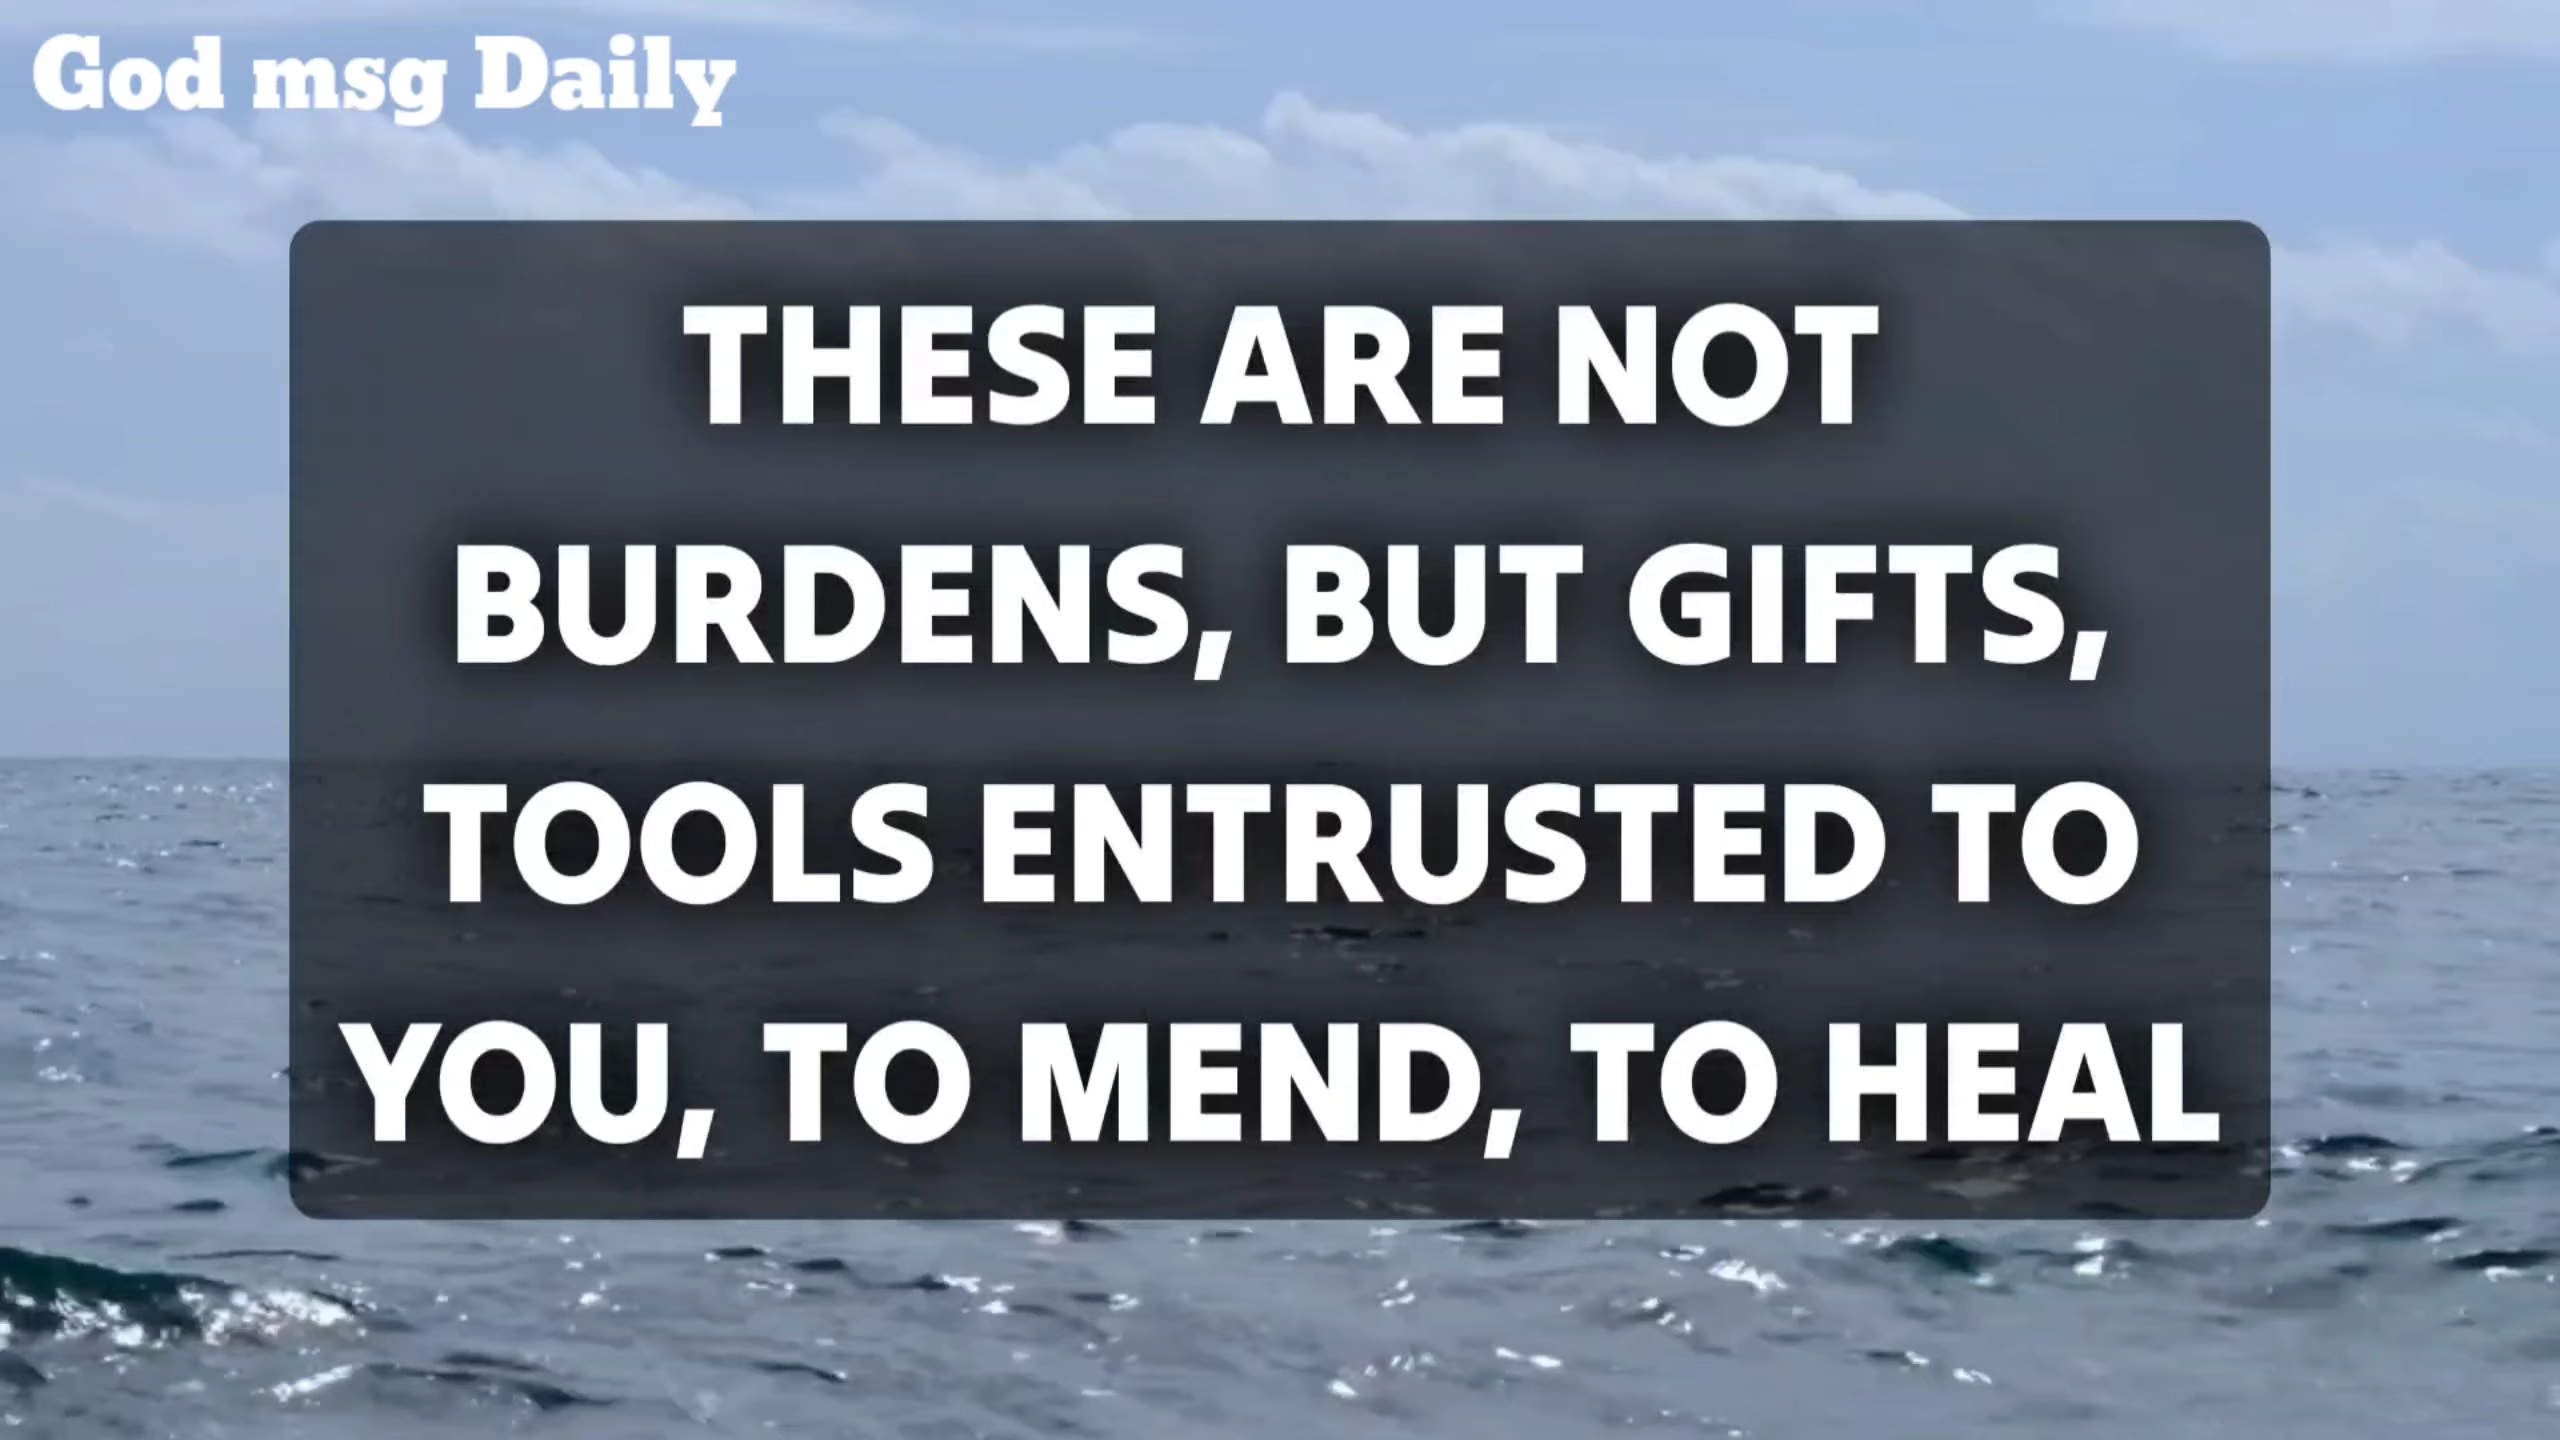 God msg Daily
THESE ARE NOT
BURDENS, BUT GIFTS,
TOOLS ENTRUSTED TO
YOU, TO MEND, TO HEAL